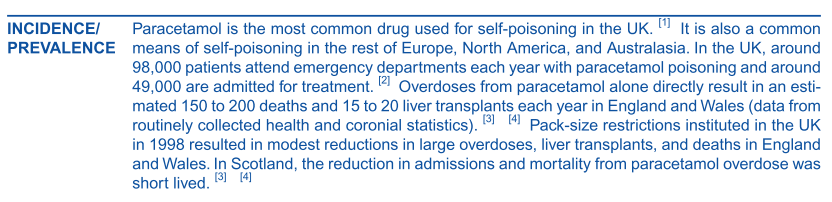 INCIDENCE/
PREVALENCE
Paracetamol is the most common drug used for self-poisoning in the UK. [1] It is also a common
means of self-poisoning in the rest of Europe, North America, and Australasia. In the UK, around
98,000 patients attend emergency departments each year with paracetamol poisoning and around
49,000 are admitted for treatment. [2] Overdoses from paracetamol alone directly result in an esti-
mated 150 to 200 deaths and 15 to 20 liver transplants each year in England and Wales (data from
routinely collected health and coronial statistics). [3] [4] Pack-size restrictions instituted in the UK
in 1998 resulted in modest reductions in large overdoses, liver transplants, and deaths in England
and Wales. In Scotland, the reduction in admissions and mortality from paracetamol overdose was
short lived. [3] [4]